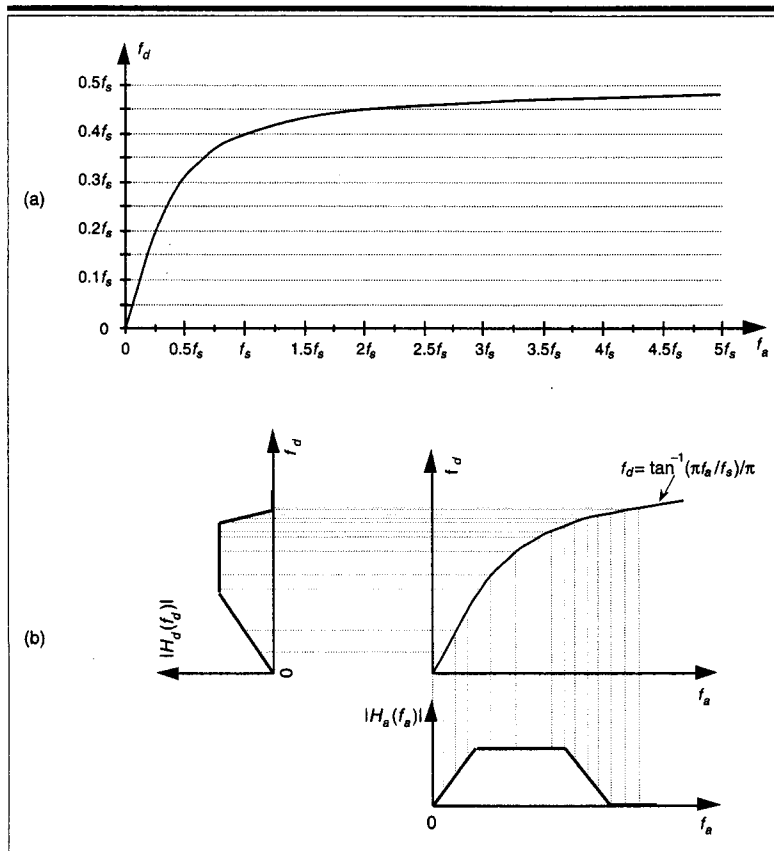 (a)
f_d
0.5f_s
0.4f_s
0.3f_s
0.2f_s
0.1f_s
0
0 0.5f_s f_s 1.5f_s 2f_s 2.5f_s 3f_s 3.5f_s 4f_s 4.5f_s 5f_s f_a
(b)
f_d
|H_d(f_d)|
0
f_d
f_d= tan⁻¹(πf_a/f_s)/π
f_a
|H_a(f_a)|
0
f_a